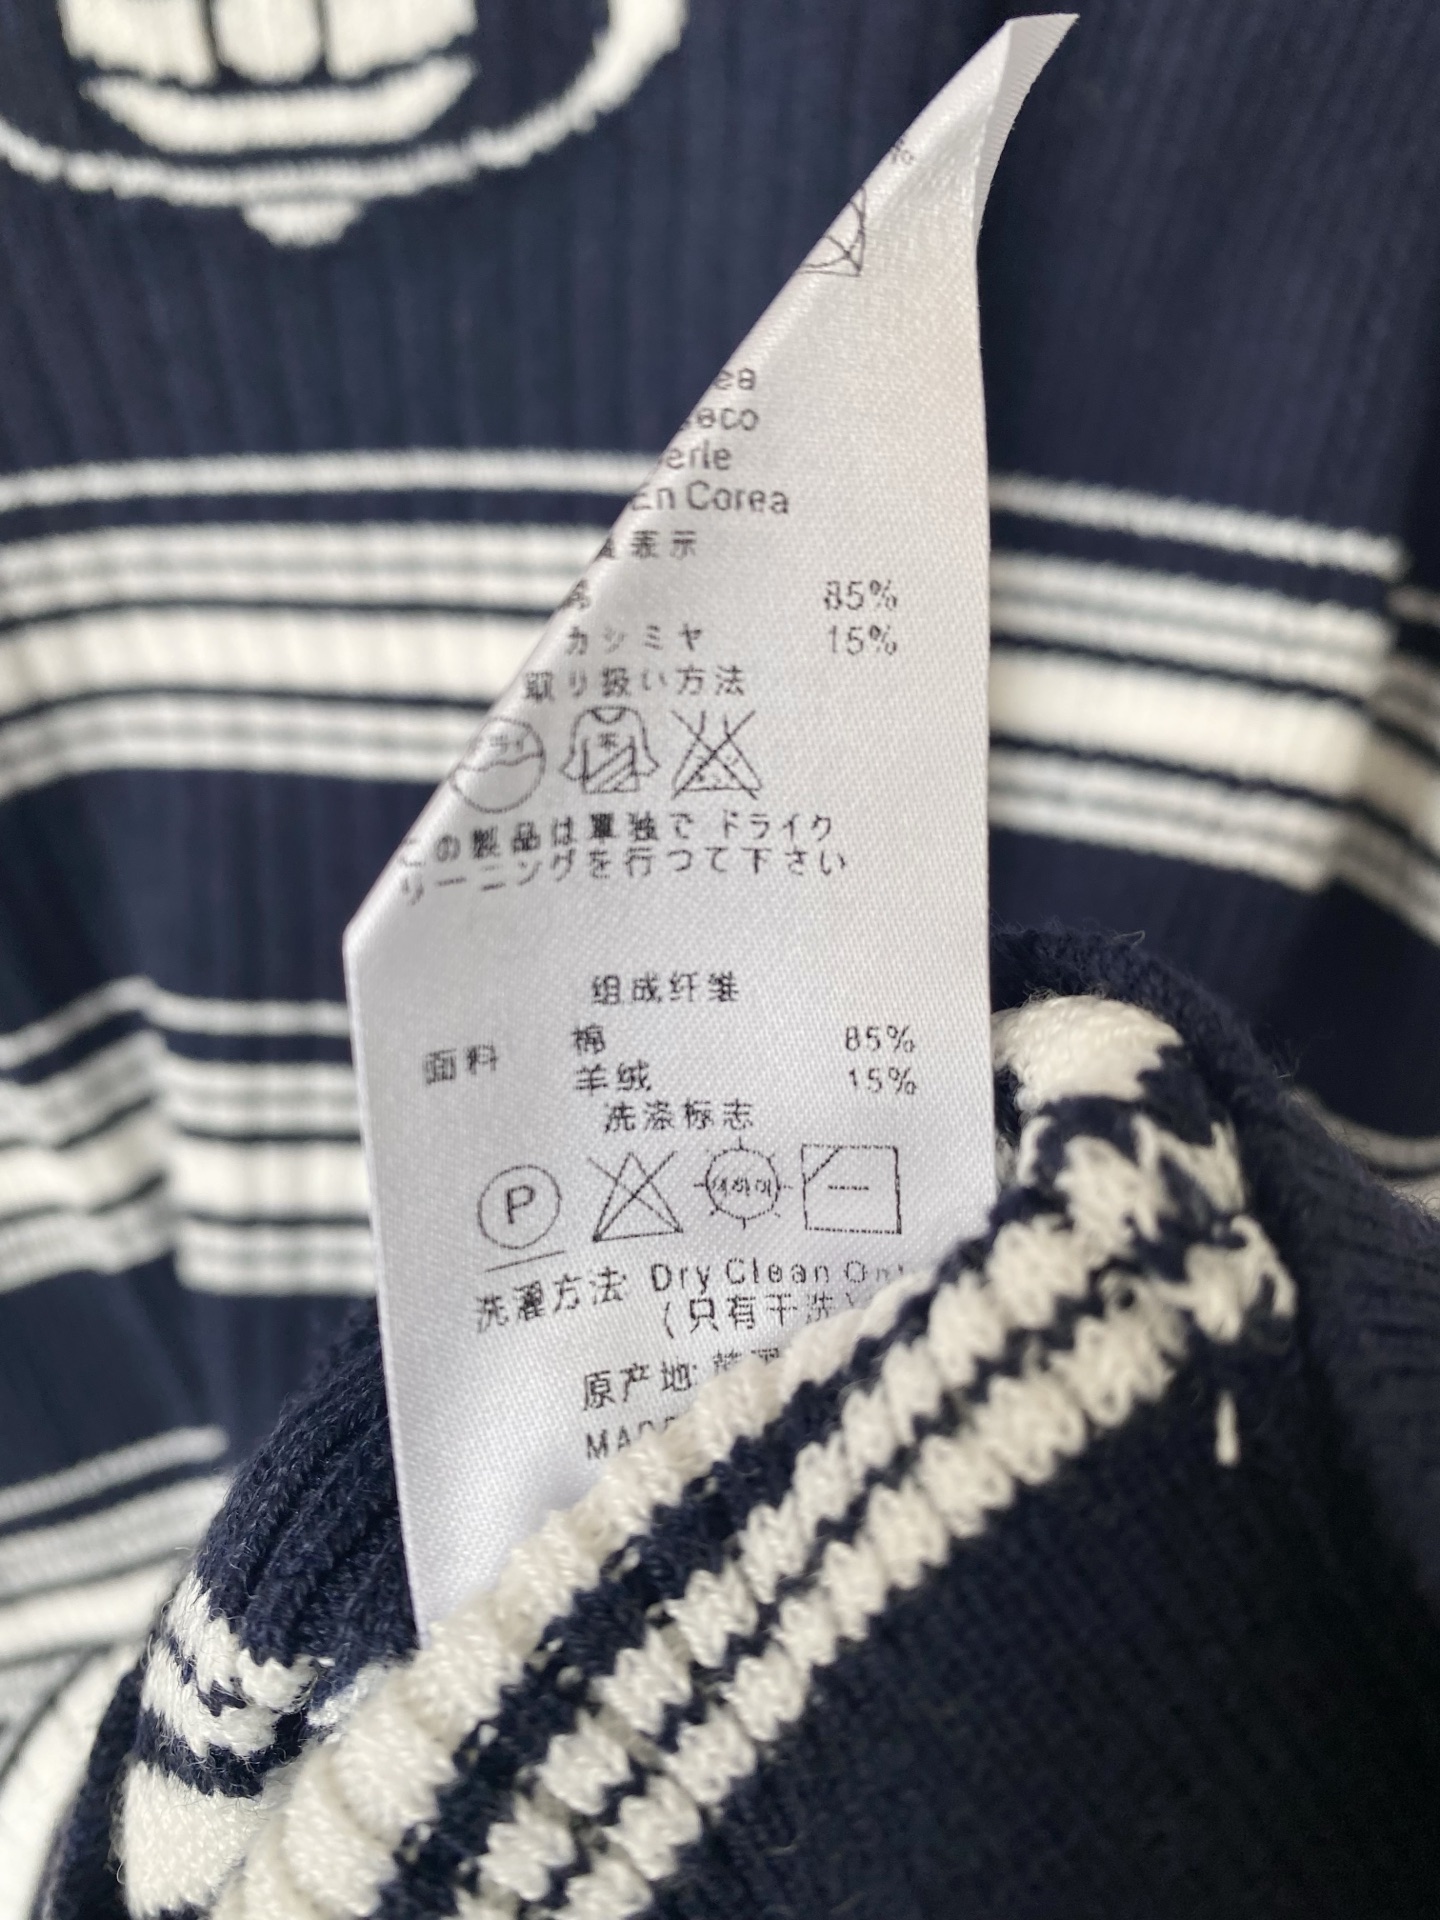 En Corea
表示
85%
カシミヤ 15%
取り扱い方法
この製品は単独でドライク
リーニングを行つて下さい
组成纤维
面料 棉 85%
羊绒 15%
洗涤标志
P
洗濯方法: Dry Clean
(只有干洗)
原产地: